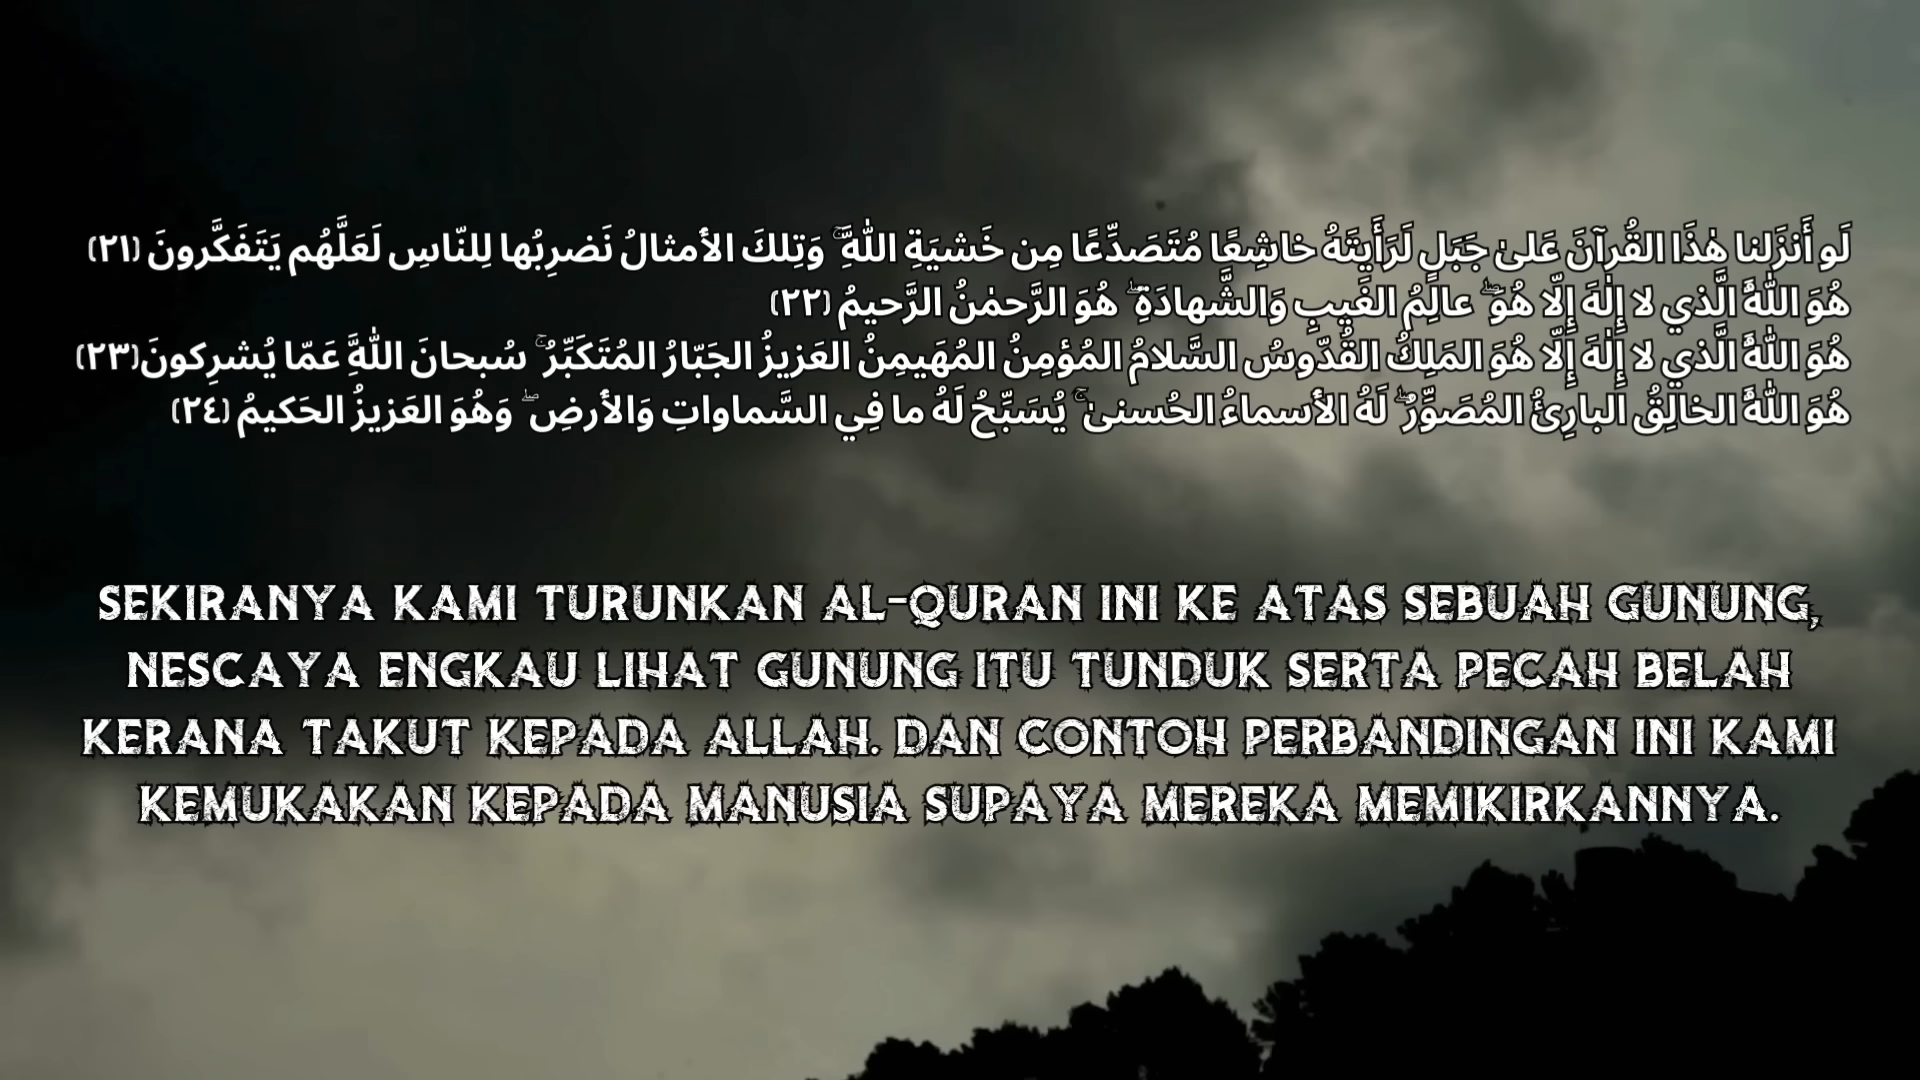 لَو أَنزَلنا هٰذَا القُرآنَ عَلىٰ جَبَلٍ لَرَأَيتَهُ خاشِعًا مُتَصَدِّعًا مِن خَشيَةِ اللَّهِ ۚ وَتِلكَ الأَمثالُ نَضرِبُها لِلنّاسِ لَعَلَّهُم يَتَفَكَّرونَ (٢١)
هُوَ اللَّهُ الَّذي لا إِلٰهَ إِلّا هُوَ ۖ عالِمُ الغَيبِ وَالشَّهادَةِ ۖ هُوَ الرَّحمٰنُ الرَّحيمُ (٢٢)
هُوَ اللَّهُ الَّذي لا إِلٰهَ إِلّا هُوَ المَلِكُ القُدّوسُ السَّلامُ المُؤمِنُ المُهَيمِنُ العَزيزُ الجَبّارُ المُتَكَبِّرُ ۚ سُبحانَ اللَّهِ عَمّا يُشرِكونَ(٢٣)
هُوَ اللَّهُ الخالِقُ البارِئُ المُصَوِّرُ ۖ لَهُ الأَسماءُ الحُسنىٰ ۚ يُسَبِّحُ لَهُ ما فِي السَّماواتِ وَالأَرضِ ۖ وَهُوَ العَزيزُ الحَكيمُ (٢٤)
SEKIRANYA KAMI TURUNKAN AL-QURAN INI KE ATAS SEBUAH GUNUNG,
NESCAYA ENGKAU LIHAT GUNUNG ITU TUNDUK SERTA PECAH BELAH
KERANA TAKUT KEPADA ALLAH. DAN CONTOH PERBANDINGAN INI KAMI
KEMUKAKAN KEPADA MANUSIA SUPAYA MEREKA MEMIKIRKANNYA.